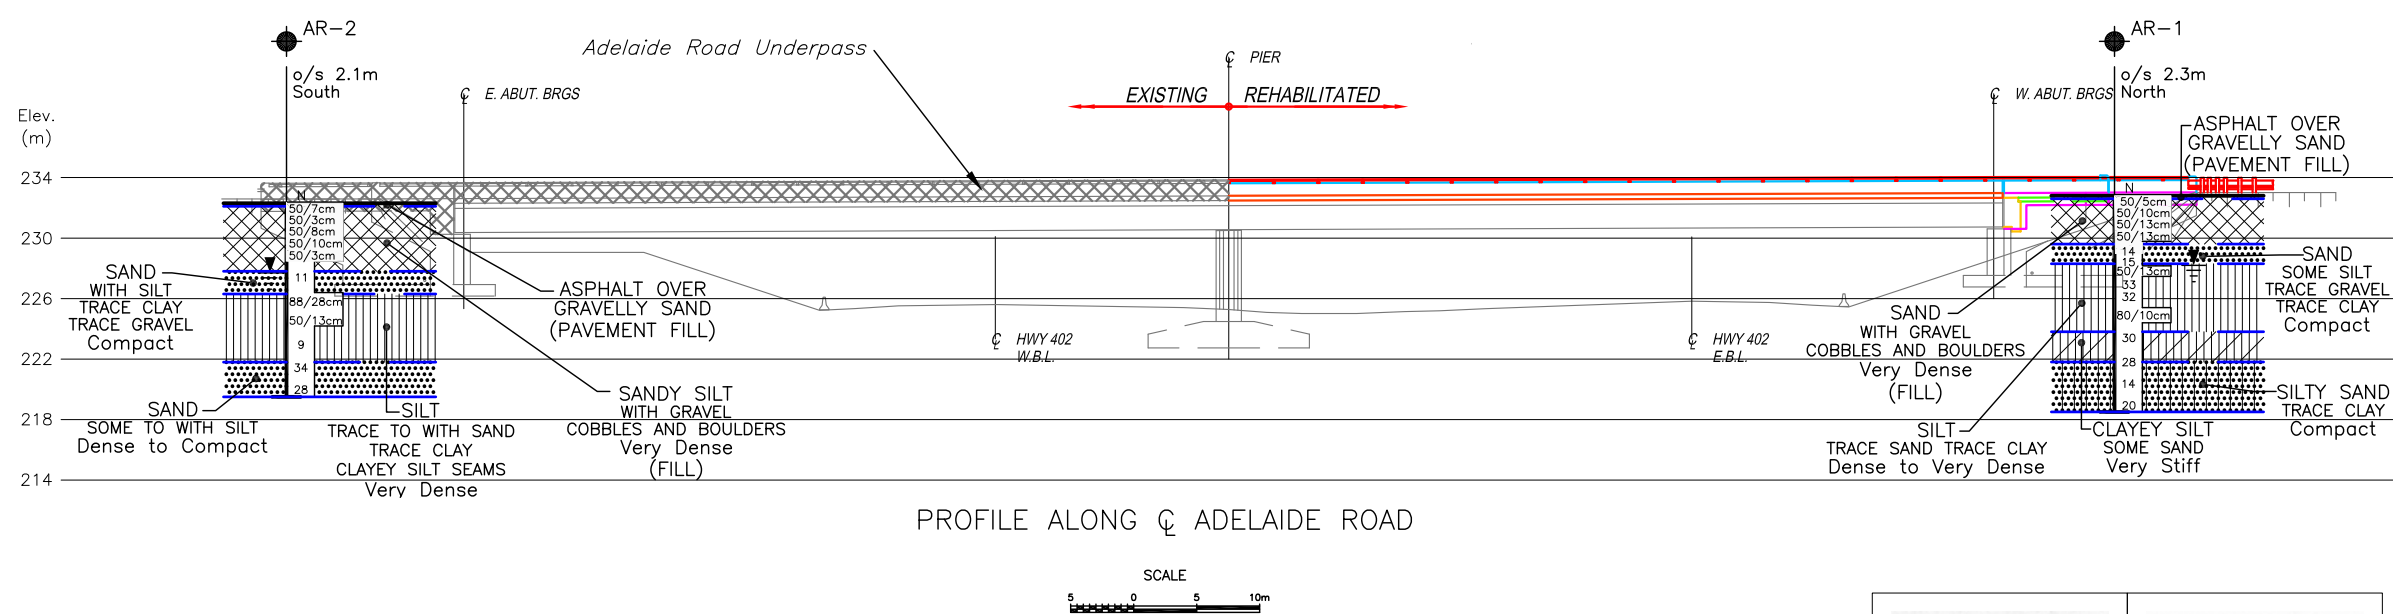 AR-2
o/s 2.1m
South
Adelaide Road Underpass
℄ PIER
AR-1
o/s 2.3m
North
℄ E. ABUT. BRGS
EXISTING
REHABILITATED
℄ W. ABUT. BRGS
Elev.
(m)
234
230
226
222
218
214
N
50/7cm
50/3cm
50/8cm
50/10cm
50/3cm
11
88/28cm
50/13cm
9
34
28
SAND
WITH SILT
TRACE CLAY
TRACE GRAVEL
Compact
SAND
SOME TO WITH SILT
Dense to Compact
SILT
TRACE TO WITH SAND
TRACE CLAY
CLAYEY SILT SEAMS
Very Dense
ASPHALT OVER
GRAVELLY SAND
(PAVEMENT FILL)
SANDY SILT
WITH GRAVEL
COBBLES AND BOULDERS
Very Dense
(FILL)
℄ HWY 402
W.B.L.
℄ HWY 402
E.B.L.
ASPHALT OVER
GRAVELLY SAND
(PAVEMENT FILL)
N
50/5cm
50/10cm
50/13cm
50/13cm
14
15
50/13cm
33
32
80/10cm
30
28
14
20
SAND
SOME SILT
TRACE GRAVEL
TRACE CLAY
Compact
SAND
WITH GRAVEL
COBBLES AND BOULDERS
Very Dense
(FILL)
SILT
TRACE SAND TRACE CLAY
Dense to Very Dense
CLAYEY SILT
SOME SAND
Very Stiff
SILTY SAND
TRACE CLAY
Compact
PROFILE ALONG ℄ ADELAIDE ROAD
SCALE
5 0 5 10m